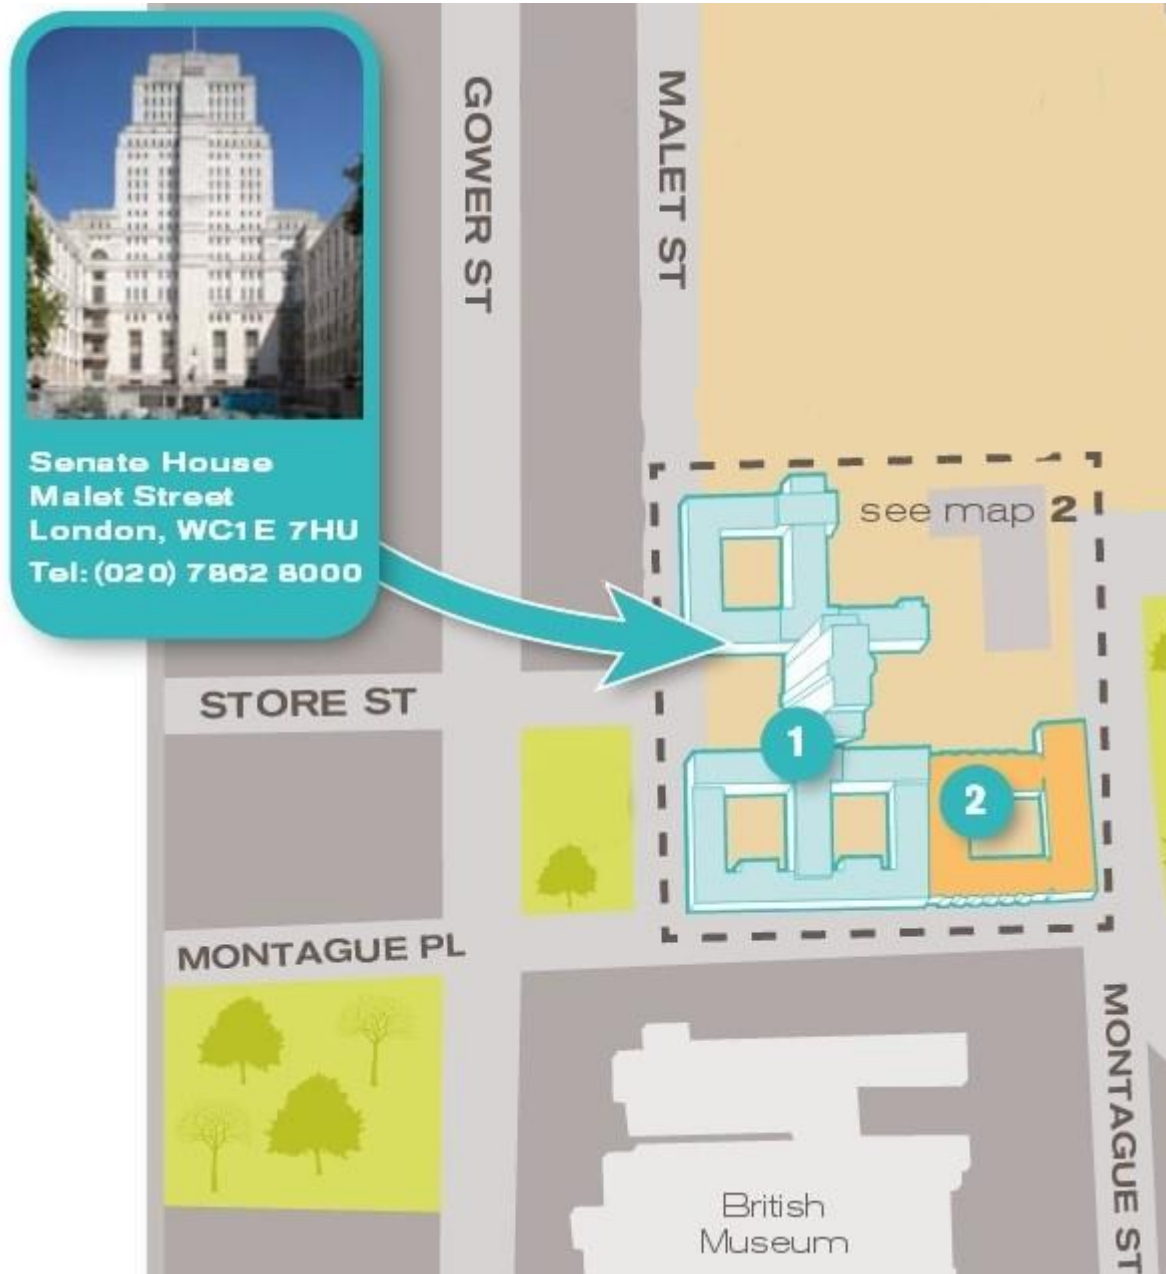 GOWER ST
MALET ST
Senate House
Malet Street
London, WC1E 7HU
Tel: (020) 7862 8000
see map 2
STORE ST
1
2
MONTAGUE PL
MONTAGUE ST
British
Museum